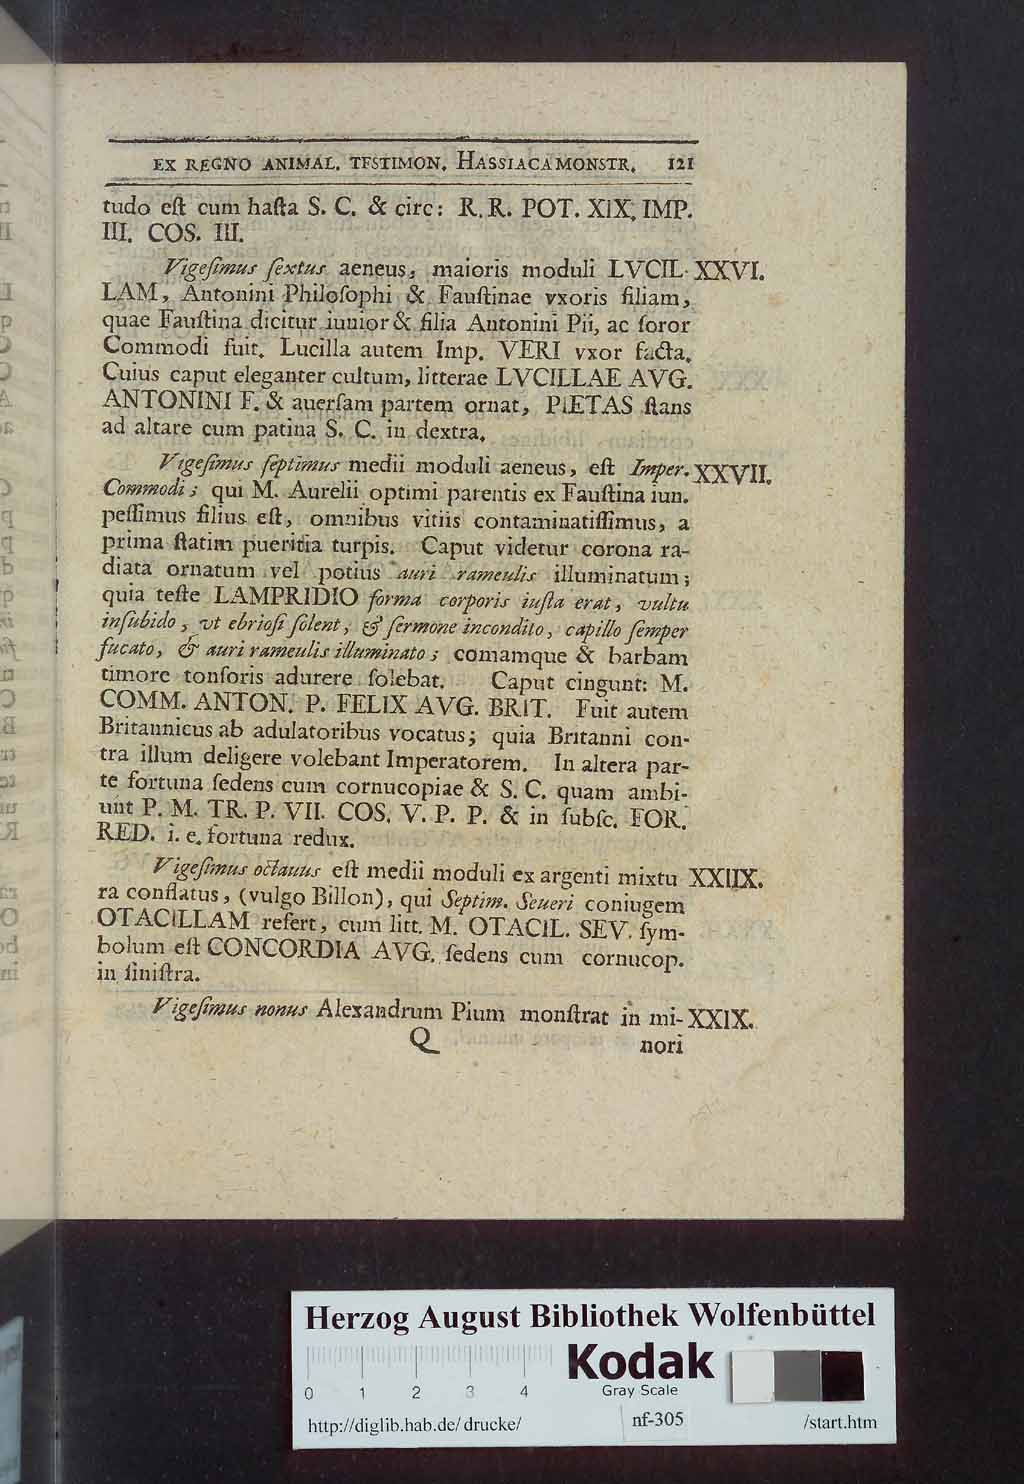 EX REGNO ANIMAL. TESTIMON. HASSIACA MONSTR. 121
tudo eſt cum haſta S. C. & circ: R. R. POT. XIX. IMP.
III. COS. III.
Vigeſimus ſextus aeneus, maioris moduli LVCIL- XXVI.
LAM, Antonini Philoſophi & Fauſtinae vxoris filiam,
quae Fauſtina dicitur iunior & filia Antonini Pii, ac ſoror
Commodi fuit. Lucilla autem Imp. VERI vxor facta.
Cuius caput eleganter cultum, litterae LVCILLAE AVG.
ANTONINI F. & auerſam partem ornat, PIETAS ſtans
ad altare cum patina S. C. in dextra.
Vigeſimus ſeptimus medii moduli aeneus, eſt Imper. XXVII.
Commodi; qui M. Aurelii optimi parentis ex Fauſtina iun.
peſſimus filius eſt, omnibus vitiis contaminatiſſimus, a
prima ſtatim pueritia turpis. Caput videtur corona ra-
diata ornatum vel potius auri rameulis illuminatum;
quia teſte LAMPRIDIO forma corporis iuſta erat, vultu
inſubido, vt ebrioſi ſolent, & ſermone incondito, capillo ſemper
fucato, & auri rameulis illuminato; comamque & barbam
timore tonſoris adurere ſolebat. Caput cingunt: M.
COMM. ANTON. P. FELIX AVG. BRIT. Fuit autem
Britannicus ab adulatoribus vocatus; quia Britanni con-
tra illum deligere volebant Imperatorem. In altera par-
te fortuna ſedens cum cornucopiae & S. C. quam ambi-
unt P. M. TR. P. VII. COS. V. P. P. & in ſubſc. FOR.
RED. i. e. fortuna redux.
Vigeſimus octauus eſt medii moduli ex argenti mixtu XXIIX.
ra conflatus, (vulgo Billon), qui Septim. Seueri coniugem
OTACILLAM refert, cum litt. M. OTACIL. SEV. ſym-
bolum eſt CONCORDIA AVG. ſedens cum cornucop.
in ſiniſtra.
Vigeſimus nonus Alexandrum Pium monſtrat in mi- XXIX.
Q nori
Herzog August Bibliothek Wolfenbüttel
Kodak
0 1 2 3 4 Gray Scale
http://diglib.hab.de/drucke/ nf-305 /start.htm